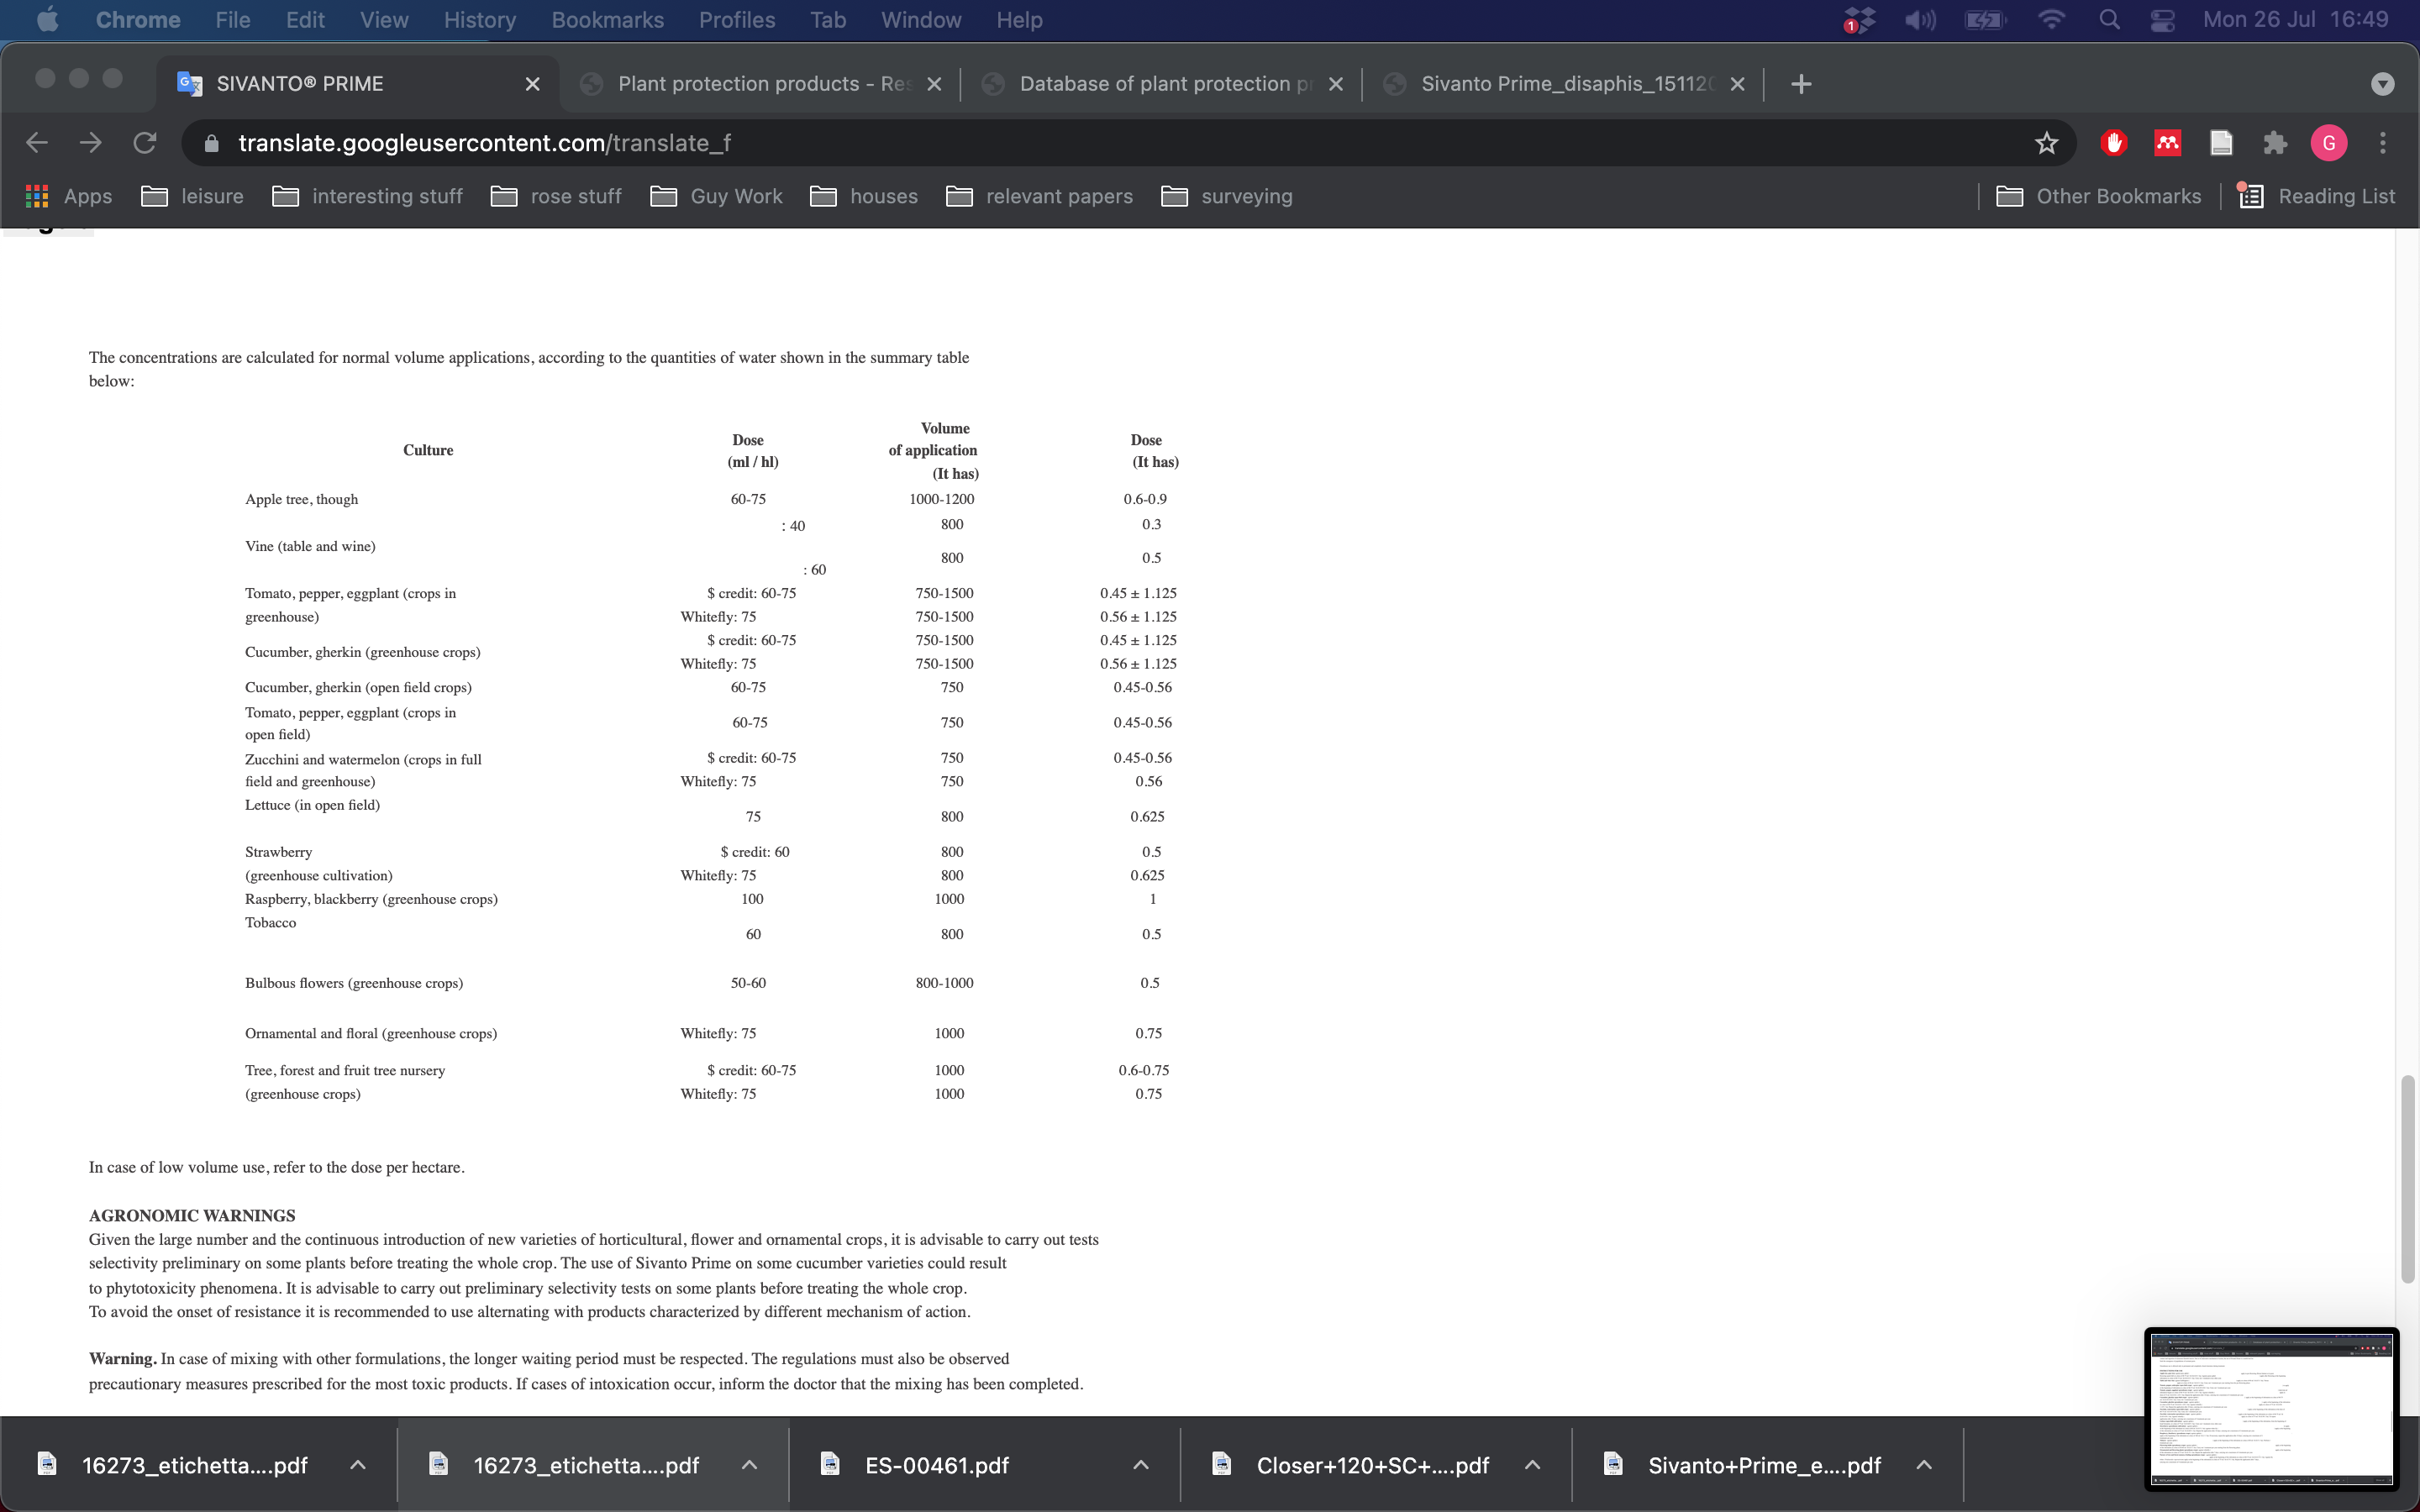 Chrome File Edit View History Bookmarks Profiles Tab Window Help 1 Mon 26 Jul 16:49
SIVANTO® PRIME Plant protection products - Res Database of plant protection pr Sivanto Prime_disaphis_151120
translate.googleusercontent.com/translate_f G
Apps leisure interesting stuff rose stuff Guy Work houses relevant papers surveying Other Bookmarks Reading List
The concentrations are calculated for normal volume applications, according to the quantities of water shown in the summary table
below:
Culture Dose (ml / hl) Volume of application (It has) Dose (It has)
Apple tree, though 60-75 1000-1200 0.6-0.9
: 40 800 0.3
Vine (table and wine)
800 0.5
: 60
Tomato, pepper, eggplant (crops in $ credit: 60-75 750-1500 0.45 ± 1.125
greenhouse) Whitefly: 75 750-1500 0.56 ± 1.125
$ credit: 60-75 750-1500 0.45 ± 1.125
Cucumber, gherkin (greenhouse crops)
Whitefly: 75 750-1500 0.56 ± 1.125
Cucumber, gherkin (open field crops) 60-75 750 0.45-0.56
Tomato, pepper, eggplant (crops in
60-75 750 0.45-0.56
open field)
Zucchini and watermelon (crops in full $ credit: 60-75 750 0.45-0.56
field and greenhouse) Whitefly: 75 750 0.56
Lettuce (in open field)
75 800 0.625
Strawberry $ credit: 60 800 0.5
(greenhouse cultivation) Whitefly: 75 800 0.625
Raspberry, blackberry (greenhouse crops) 100 1000 1
Tobacco
60 800 0.5
Bulbous flowers (greenhouse crops) 50-60 800-1000 0.5
Ornamental and floral (greenhouse crops) Whitefly: 75 1000 0.75
Tree, forest and fruit tree nursery $ credit: 60-75 1000 0.6-0.75
(greenhouse crops) Whitefly: 75 1000 0.75
In case of low volume use, refer to the dose per hectare.
AGRONOMIC WARNINGS
Given the large number and the continuous introduction of new varieties of horticultural, flower and ornamental crops, it is advisable to carry out tests
selectivity preliminary on some plants before treating the whole crop. The use of Sivanto Prime on some cucumber varieties could result
to phytotoxicity phenomena. It is advisable to carry out preliminary selectivity tests on some plants before treating the whole crop.
To avoid the onset of resistance it is recommended to use alternating with products characterized by different mechanism of action.
Warning. In case of mixing with other formulations, the longer waiting period must be respected. The regulations must also be observed
precautionary measures prescribed for the most toxic products. If cases of intoxication occur, inform the doctor that the mixing has been completed.
16273_etichetta....pdf 16273_etichetta....pdf ES-00461.pdf Closer+120+SC+....pdf Sivanto+Prime_e....pdf